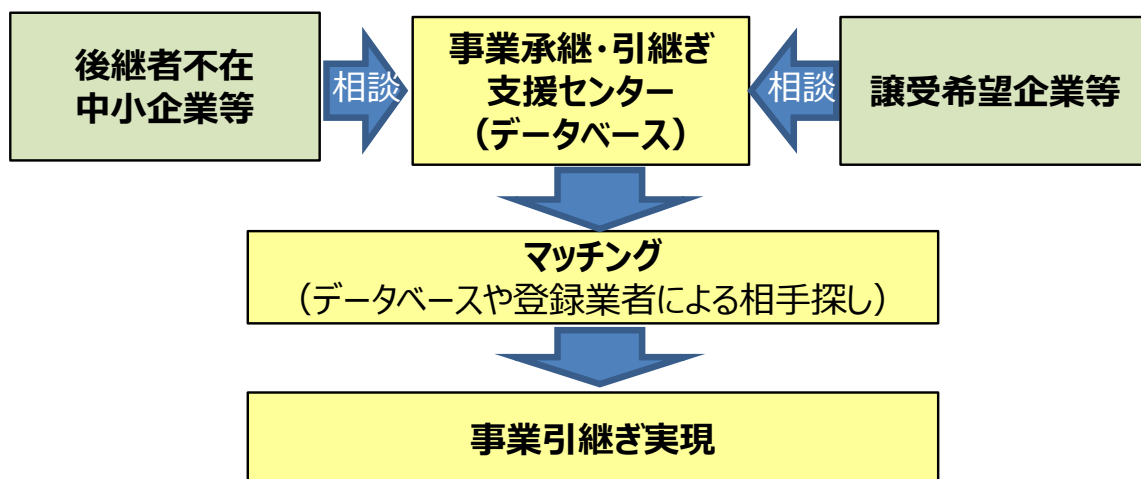 後継者不在
中小企業等
相談
事業承継・引継ぎ
支援センター
(データベース)
相談
譲受希望企業等
マッチング
(データベースや登録業者による相手探し)
事業引継ぎ実現